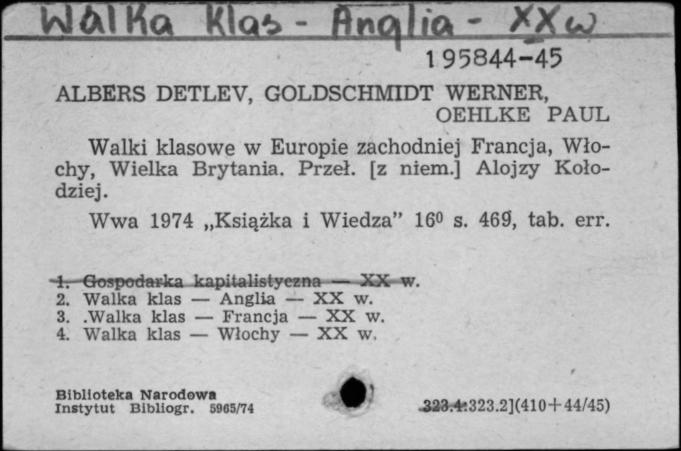 Walka Klas - Anglia - XX w
195844-45
ALBERS DETLEV, GOLDSCHMIDT WERNER,
OEHLKE PAUL
Walki klasowe w Europie zachodniej Francja, Wło-
chy, Wielka Brytania. Przeł. [z niem.] Alojzy Koło-
dziej.
Wwa 1974 „Książka i Wiedza” 16⁰ s. 469, tab. err.
1. Gospodarka kapitalistyczna — XX w.
2. Walka klas — Anglia — XX w.
3. .Walka klas — Francja — XX w.
4. Walka klas — Włochy — XX w.
Biblioteka Narodowa
Instytut Bibliogr. 5965/74
323.4:323.2](410+44/45)